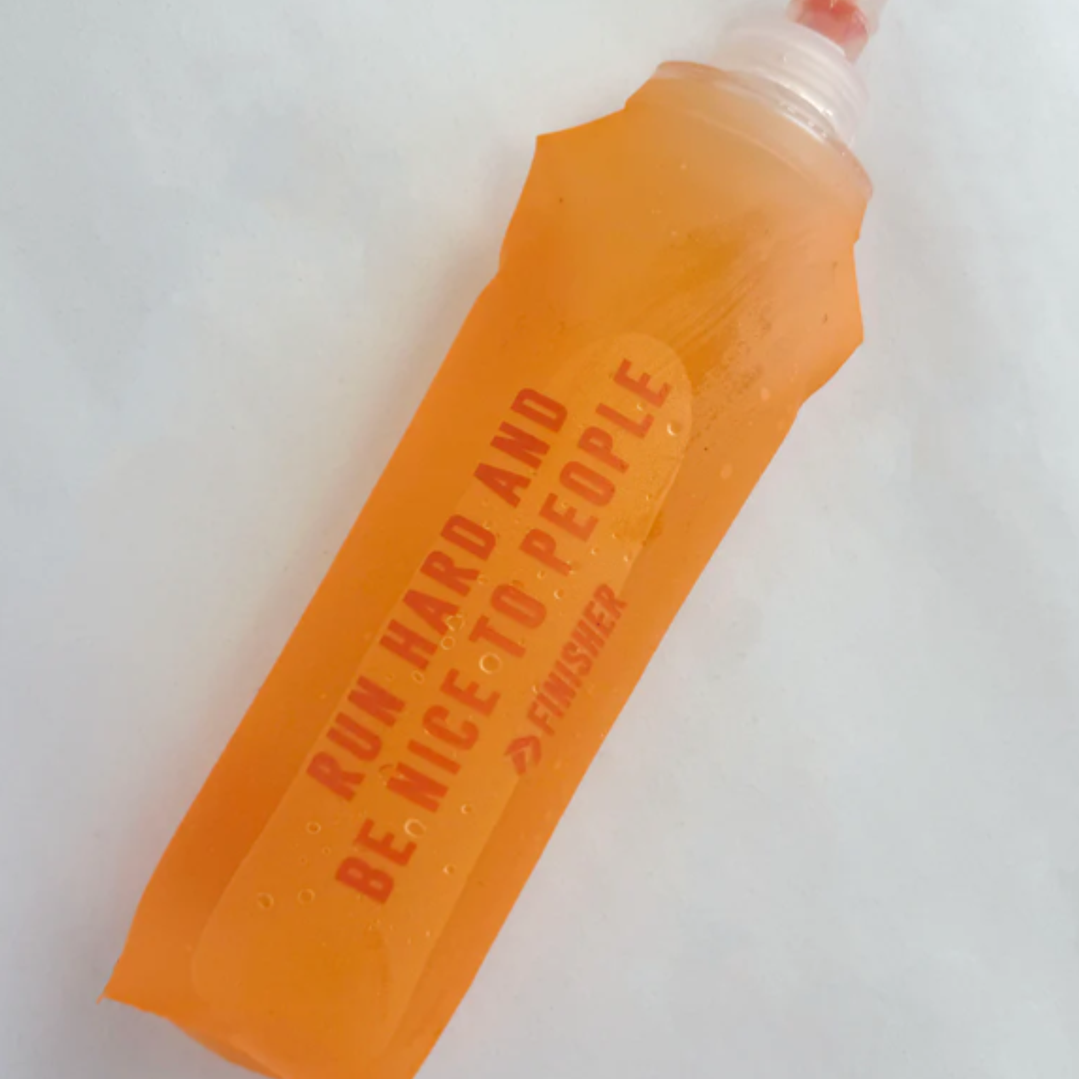 RUN HARD AND
BE NICE TO PEOPLE
FINISHER